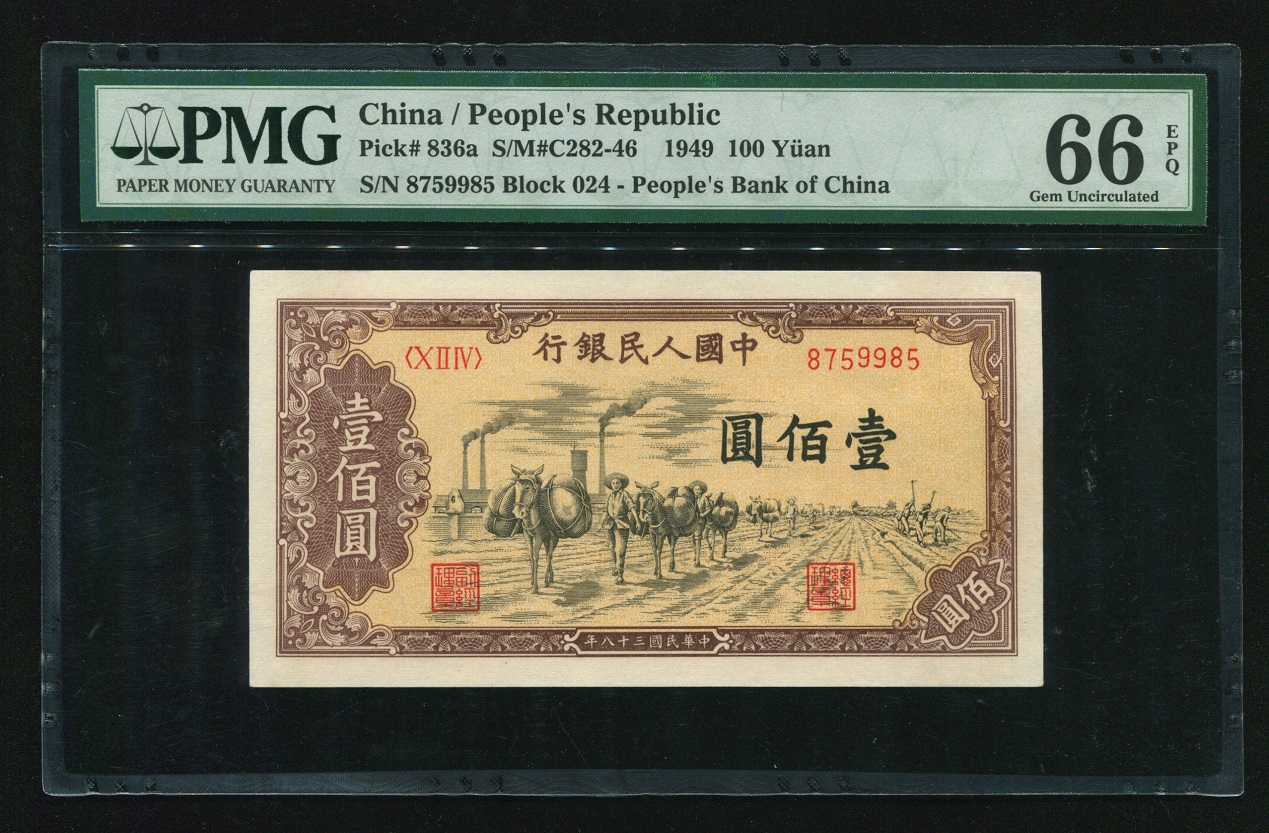 PMG
PAPER MONEY GUARANTY
China / People's Republic
Pick# 836a S/M#C282-46 1949 100 Yüan
S/N 8759985 Block 024 - People's Bank of China
66
EPQ
Gem Uncirculated
〈XIIIV〉
行銀民人國中
8759985
圓佰壹
壹佰圓
佰圓
年八十三國民華中